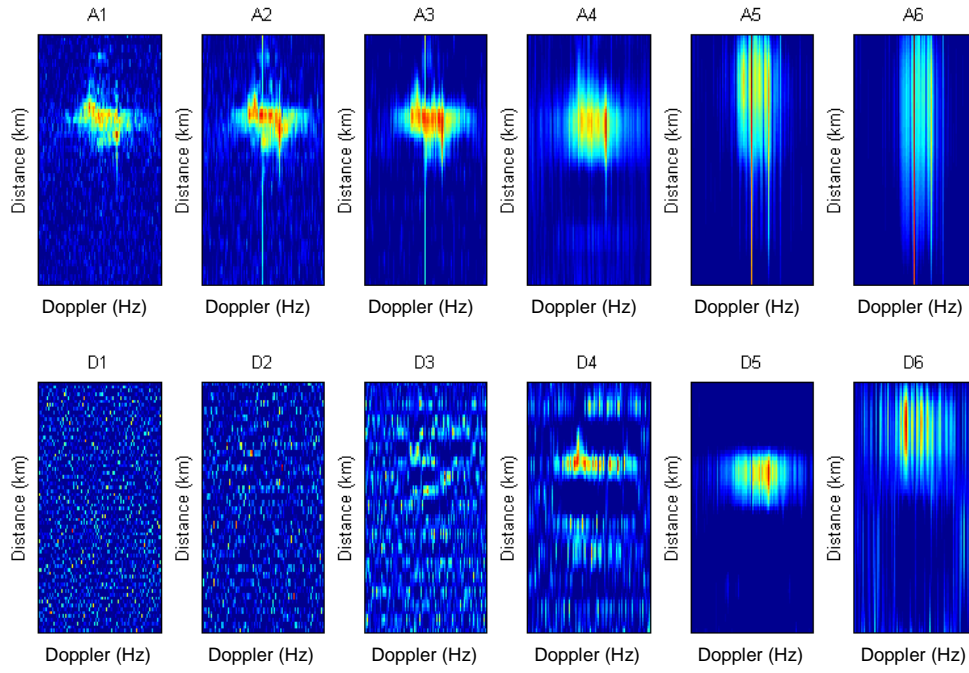 A1 A2 A3 A4 A5 A6
Distance (km) Distance (km) Distance (km) Distance (km) Distance (km) Distance (km)
Doppler (Hz) Doppler (Hz) Doppler (Hz) Doppler (Hz) Doppler (Hz) Doppler (Hz)
D1 D2 D3 D4 D5 D6
Distance (km) Distance (km) Distance (km) Distance (km) Distance (km) Distance (km)
Doppler (Hz) Doppler (Hz) Doppler (Hz) Doppler (Hz) Doppler (Hz) Doppler (Hz)